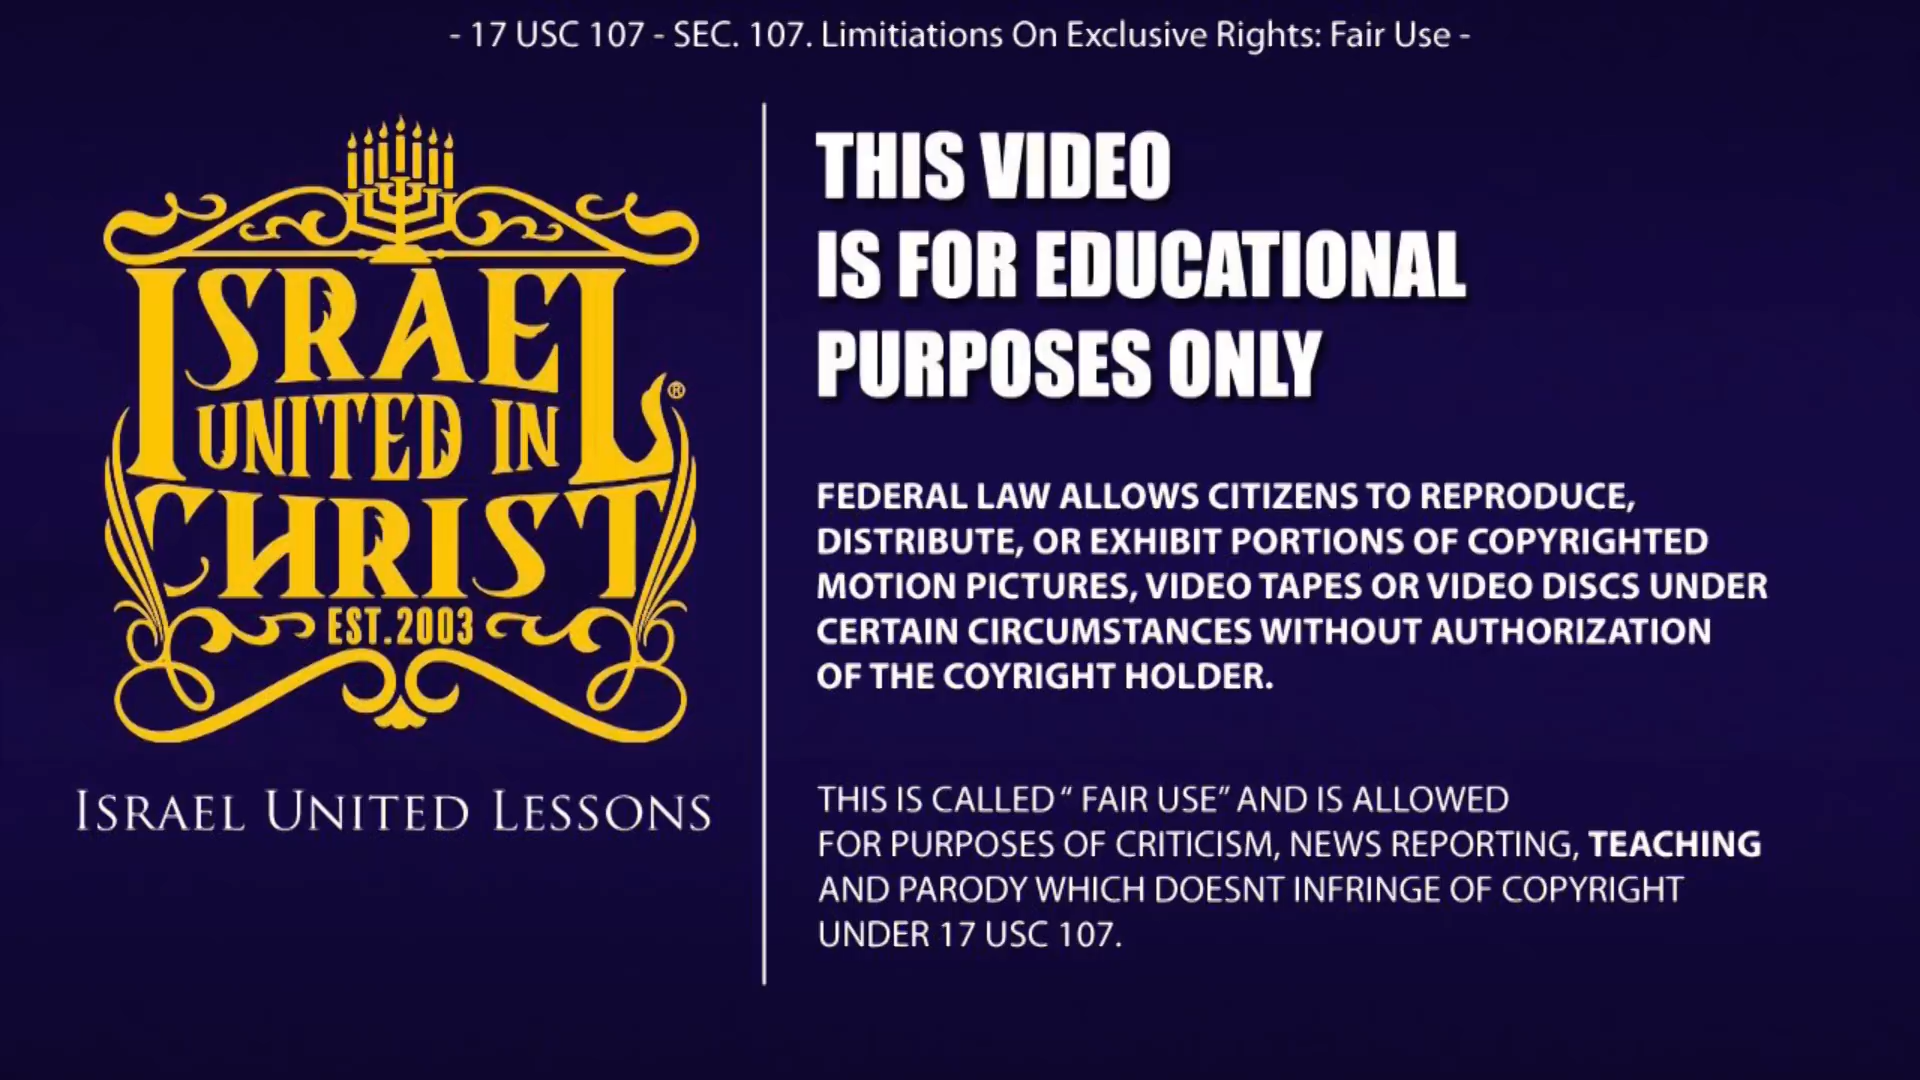 - 17 USC 107 - SEC. 107. Limitiations On Exclusive Rights: Fair Use -
ISRAEL
UNITED IN
CHRIST
®
EST.2003
ISRAEL UNITED LESSONS
THIS VIDEO
IS FOR EDUCATIONAL
PURPOSES ONLY
FEDERAL LAW ALLOWS CITIZENS TO REPRODUCE,
DISTRIBUTE, OR EXHIBIT PORTIONS OF COPYRIGHTED
MOTION PICTURES, VIDEO TAPES OR VIDEO DISCS UNDER
CERTAIN CIRCUMSTANCES WITHOUT AUTHORIZATION
OF THE COYRIGHT HOLDER.
THIS IS CALLED “ FAIR USE” AND IS ALLOWED
FOR PURPOSES OF CRITICISM, NEWS REPORTING, TEACHING
AND PARODY WHICH DOESNT INFRINGE OF COPYRIGHT
UNDER 17 USC 107.